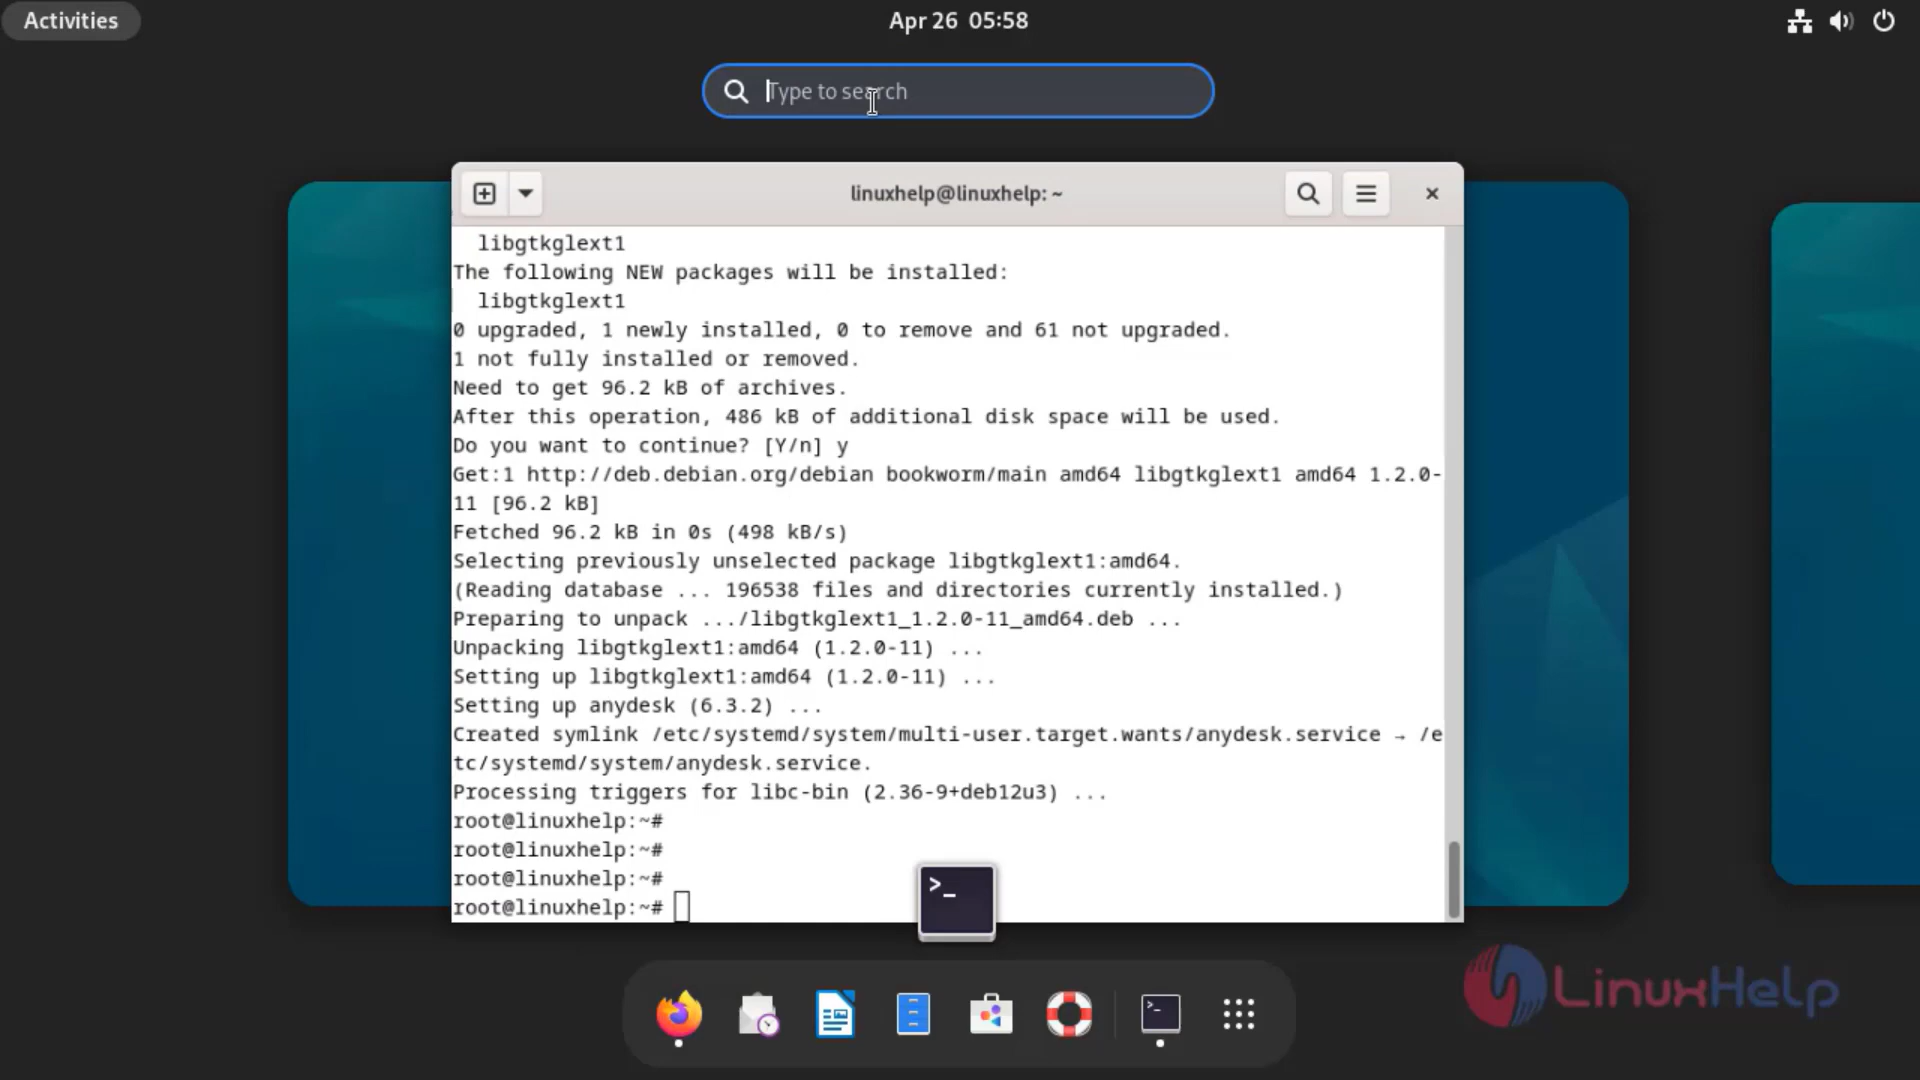 Activities
Apr 26 05:58
Type to search
linuxhelp@linuxhelp: ~
libgtkglext1
The following NEW packages will be installed:
libgtkglext1
0 upgraded, 1 newly installed, 0 to remove and 61 not upgraded.
1 not fully installed or removed.
Need to get 96.2 kB of archives.
After this operation, 486 kB of additional disk space will be used.
Do you want to continue? [Y/n] y
Get:1 http://deb.debian.org/debian bookworm/main amd64 libgtkglext1 amd64 1.2.0-
11 [96.2 kB]
Fetched 96.2 kB in 0s (498 kB/s)
Selecting previously unselected package libgtkglext1:amd64.
(Reading database ... 196538 files and directories currently installed.)
Preparing to unpack .../libgtkglext1_1.2.0-11_amd64.deb ...
Unpacking libgtkglext1:amd64 (1.2.0-11) ...
Setting up libgtkglext1:amd64 (1.2.0-11) ...
Setting up anydesk (6.3.2) ...
Created symlink /etc/systemd/system/multi-user.target.wants/anydesk.service → /e
tc/systemd/system/anydesk.service.
Processing triggers for libc-bin (2.36-9+deb12u3) ...
root@linuxhelp:~#
root@linuxhelp:~#
root@linuxhelp:~#
root@linuxhelp:~#
LinuxHelp